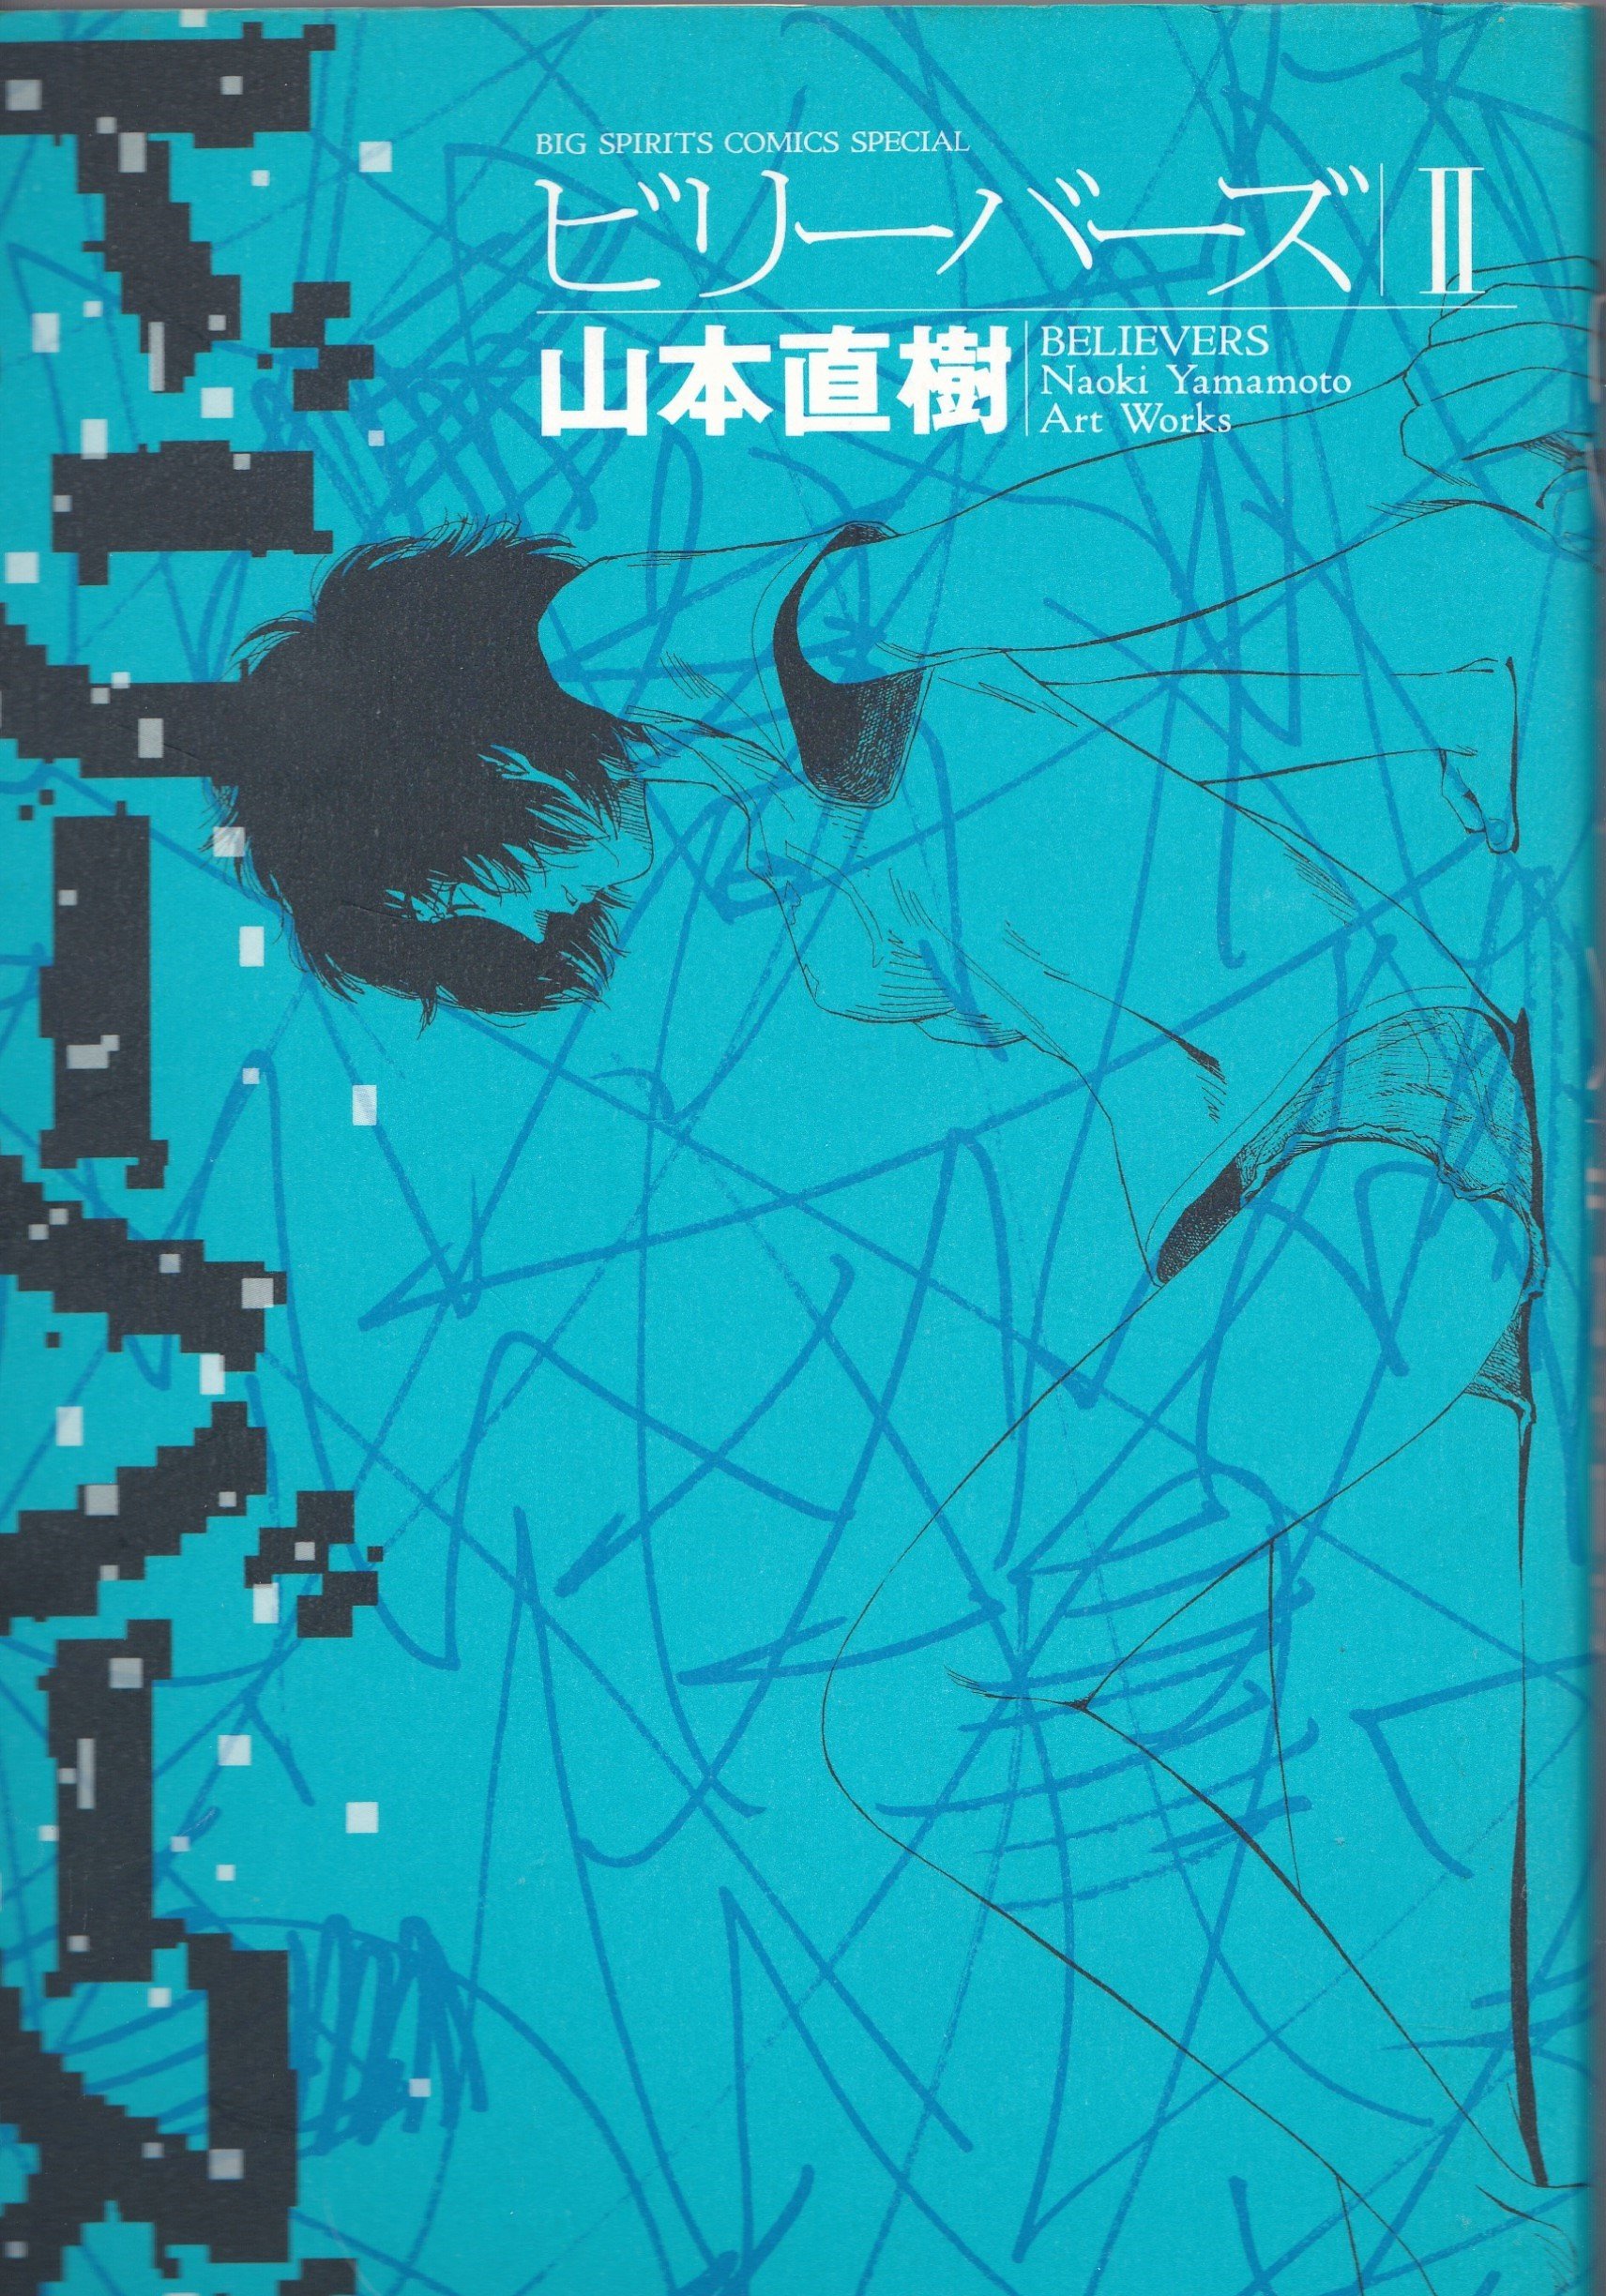 BIG SPIRITS COMICS SPECIAL
ビリーバーズ II
山本直樹
BELIEVERS
Naoki Yamamoto
Art Works